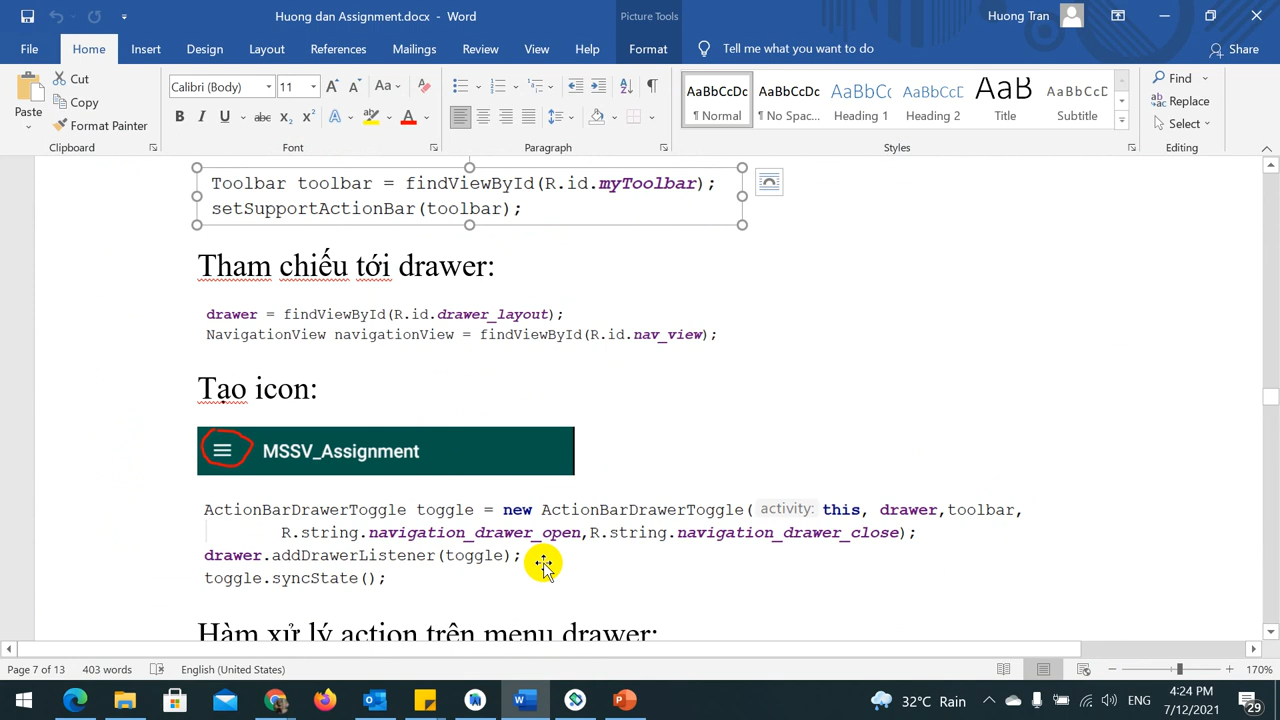 Huong dan Assignment.docx - Word
Picture Tools
Huong Tran
File
Home
Insert
Design
Layout
References
Mailings
Review
View
Help
Format
Tell me what you want to do
Share
Paste
Cut
Copy
Format Painter
Clipboard
Calibri (Body)
11
Font
Paragraph
AaBbCcDc
¶ Normal
AaBbCcDc
¶ No Spac...
AaBbCc
Heading 1
AaBbCcD
Heading 2
AaB
Title
AaBbCcD
Subtitle
Styles
Find
Replace
Select
Editing
Toolbar toolbar = findViewById(R.id.myToolbar);
setSupportActionBar(toolbar);
Tham chiếu tới drawer:
drawer = findViewById(R.id.drawer_layout);
NavigationView navigationView = findViewById(R.id.nav_view);
Tạo icon:
MSSV_Assignment
ActionBarDrawerToggle toggle = new ActionBarDrawerToggle( activity: this, drawer,toolbar,
R.string.navigation_drawer_open,R.string.navigation_drawer_close);
drawer.addDrawerListener(toggle);
toggle.syncState();
Hàm xử lý action trên menu drawer:
Page 7 of 13
403 words
English (United States)
170%
32°C Rain
ENG
4:24 PM
7/12/2021
29